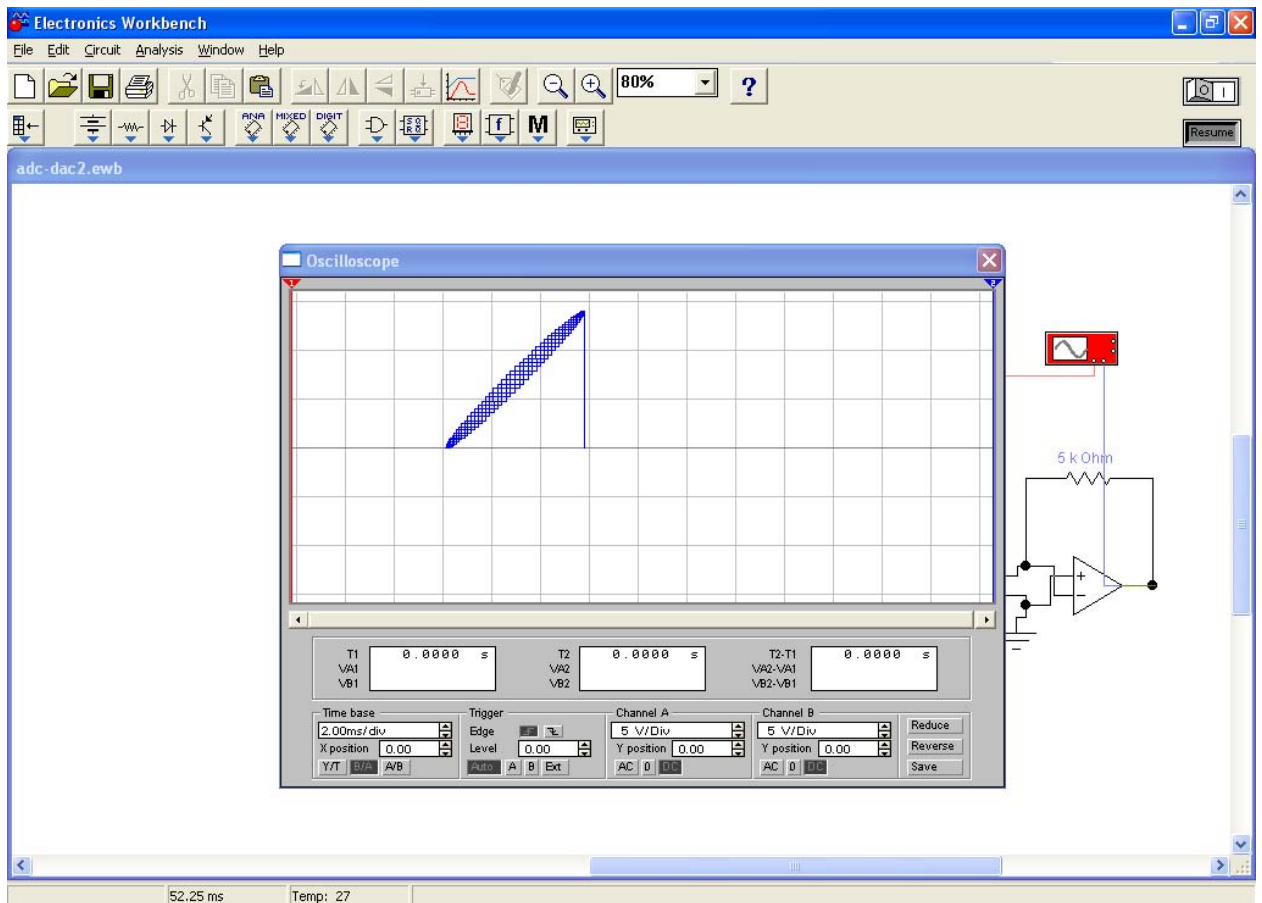 Electronics Workbench
File Edit Circuit Analysis Window Help
80% ?
ANA MIXED DIGIT M
Resume
adc-dac2.ewb
Oscilloscope
1 2
5 k Ohm
T1 0.0000 s T2 0.0000 s T2-T1 0.0000 s
VA1 VA2 VA2-VA1
VB1 VB2 VB2-VB1
Time base Trigger Channel A Channel B
2.00ms/div Edge 5 V/Div 5 V/Div Reduce
X position 0.00 Level 0.00 Y position 0.00 Y position 0.00 Reverse
Y/T B/A A/B Auto A B Ext AC 0 DC AC 0 DC Save
52.25 ms Temp: 27